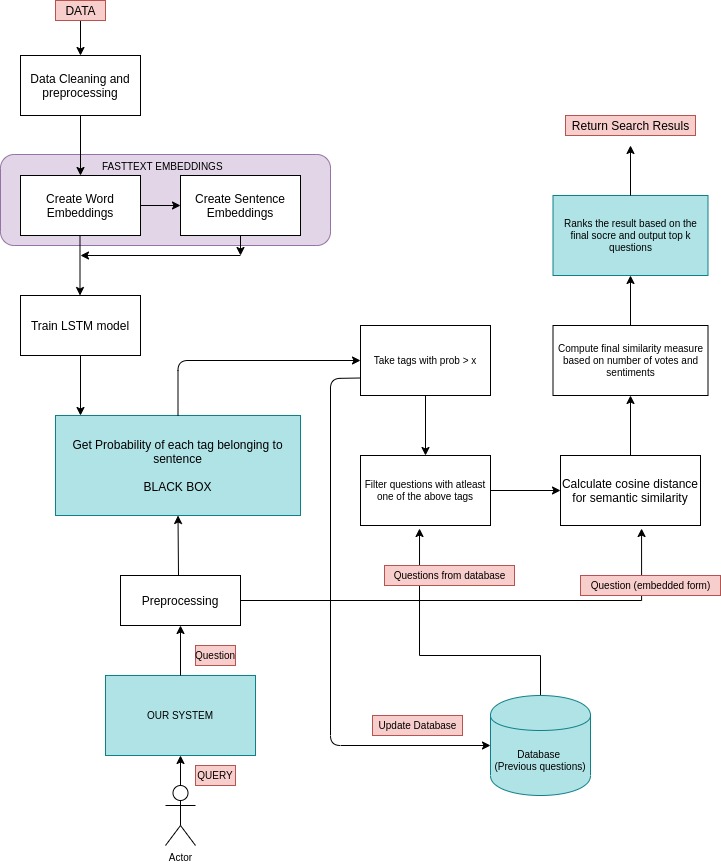 DATA
Data Cleaning and
preprocessing
FASTTEXT EMBEDDINGS
Create Word
Embeddings
Create Sentence
Embeddings
Train LSTM model
Get Probability of each tag belonging to
sentence
BLACK BOX
Preprocessing
Question
OUR SYSTEM
QUERY
Actor
Take tags with prob > x
Filter questions with atleast
one of the above tags
Questions from database
Update Database
Database
(Previous questions)
Return Search Resuls
Ranks the result based on the
final socre and output top k
questions
Compute final similarity measure
based on number of votes and
sentiments
Calculate cosine distance
for semantic similarity
Question (embedded form)